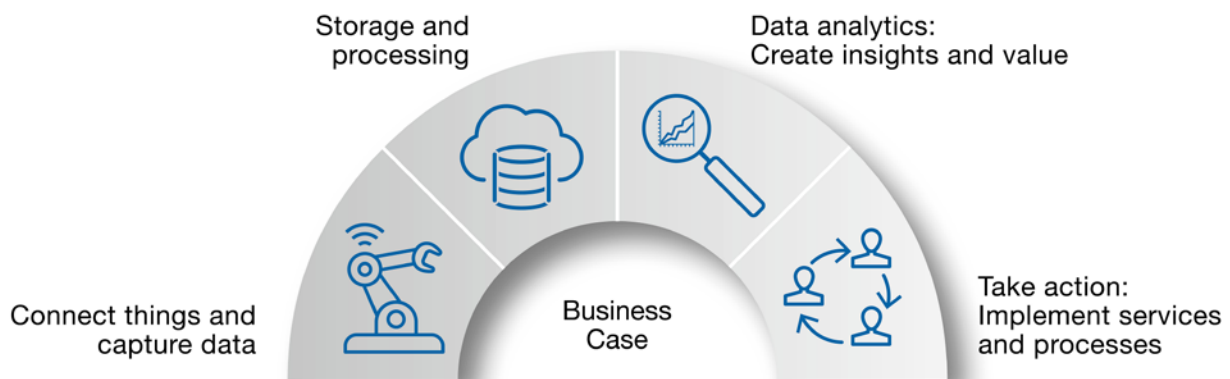 Storage and
processing
Data analytics:
Create insights and value
Connect things and
capture data
Business
Case
Take action:
Implement services
and processes